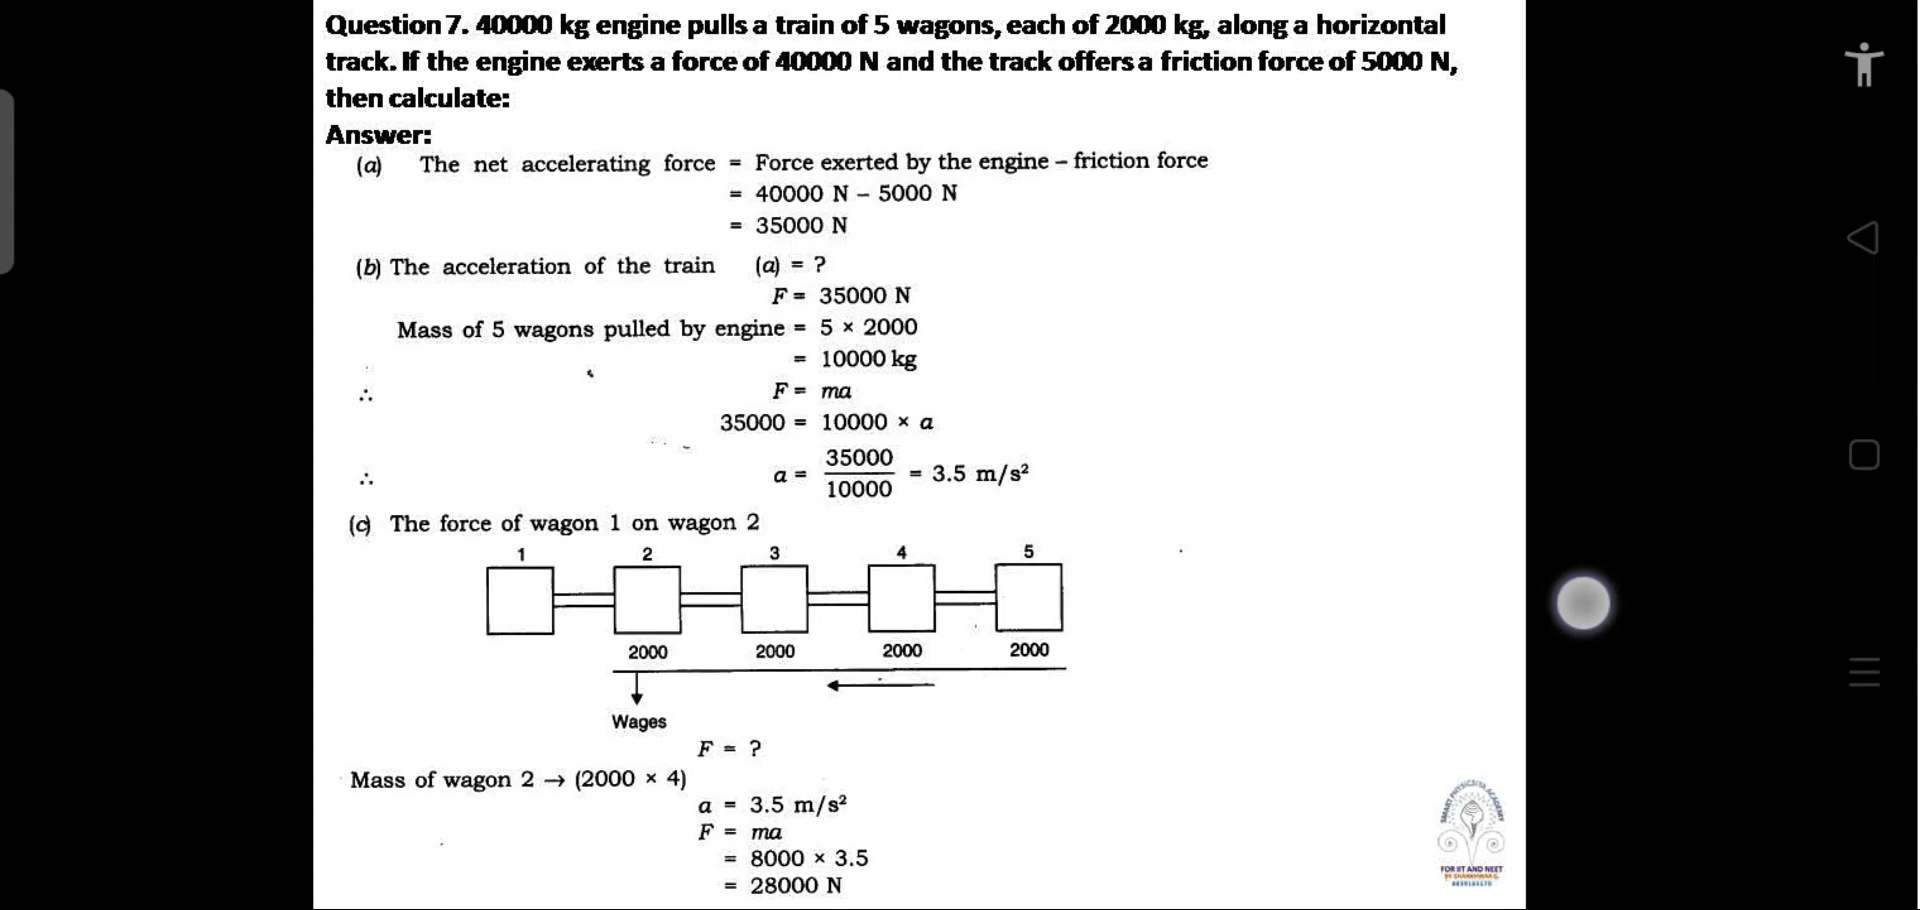 Question 7. 40000 kg engine pulls a train of 5 wagons, each of 2000 kg, along a horizontal
track. If the engine exerts a force of 40000 N and the track offers a friction force of 5000 N,
then calculate:
Answer:
(a) The net accelerating force = Force exerted by the engine – friction force
= 40000 N – 5000 N
= 35000 N
(b) The acceleration of the train (a) = ?
F = 35000 N
Mass of 5 wagons pulled by engine = 5 × 2000
= 10000 kg
∴ F = ma
35000 = 10000 × a
∴ a = 35000/10000 = 3.5 m/s²
(c) The force of wagon 1 on wagon 2
1 2 3 4 5
2000 2000 2000 2000
Wages
F = ?
Mass of wagon 2 → (2000 × 4)
a = 3.5 m/s²
F = ma
= 8000 × 3.5
= 28000 N
FOR IIT AND NEET